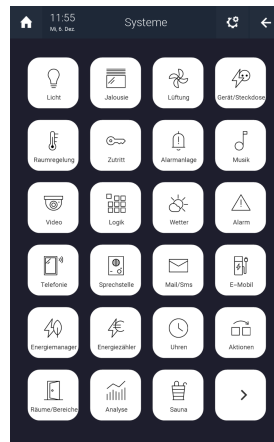 11:55
Mi, 6. Dez.
Systeme
Licht
Jalousie
Lüftung
Gerät/Steckdose
Raumregelung
Zutritt
Alarmanlage
Musik
Video
Logik
Wetter
Alarm
Telefonie
Sprechstelle
Mail/Sms
E-Mobil
Energiemanager
Energiezähler
Uhren
Aktionen
Räume/Bereiche
Analyse
Sauna